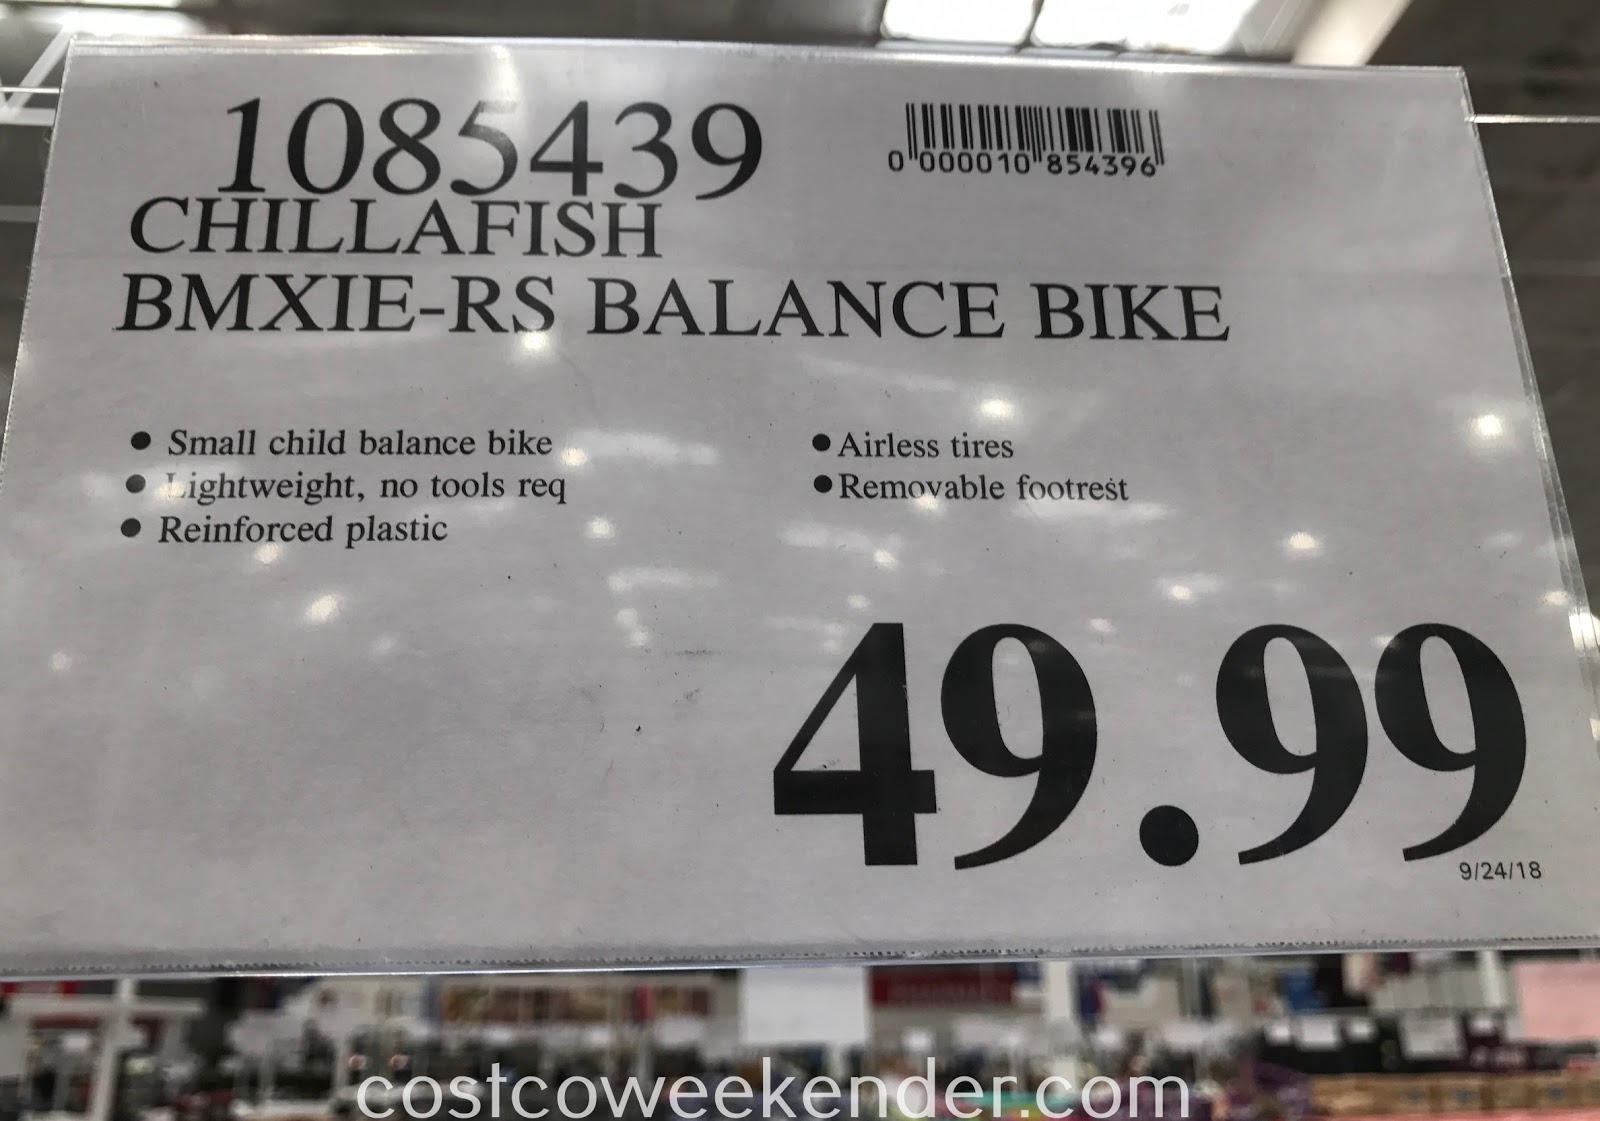 1085439
0 000010 854396
CHILLAFISH
BMXIE-RS BALANCE BIKE
• Small child balance bike
• Lightweight, no tools req
• Reinforced plastic
• Airless tires
• Removable footrest
49.99
9/24/18
costcoweekender.com